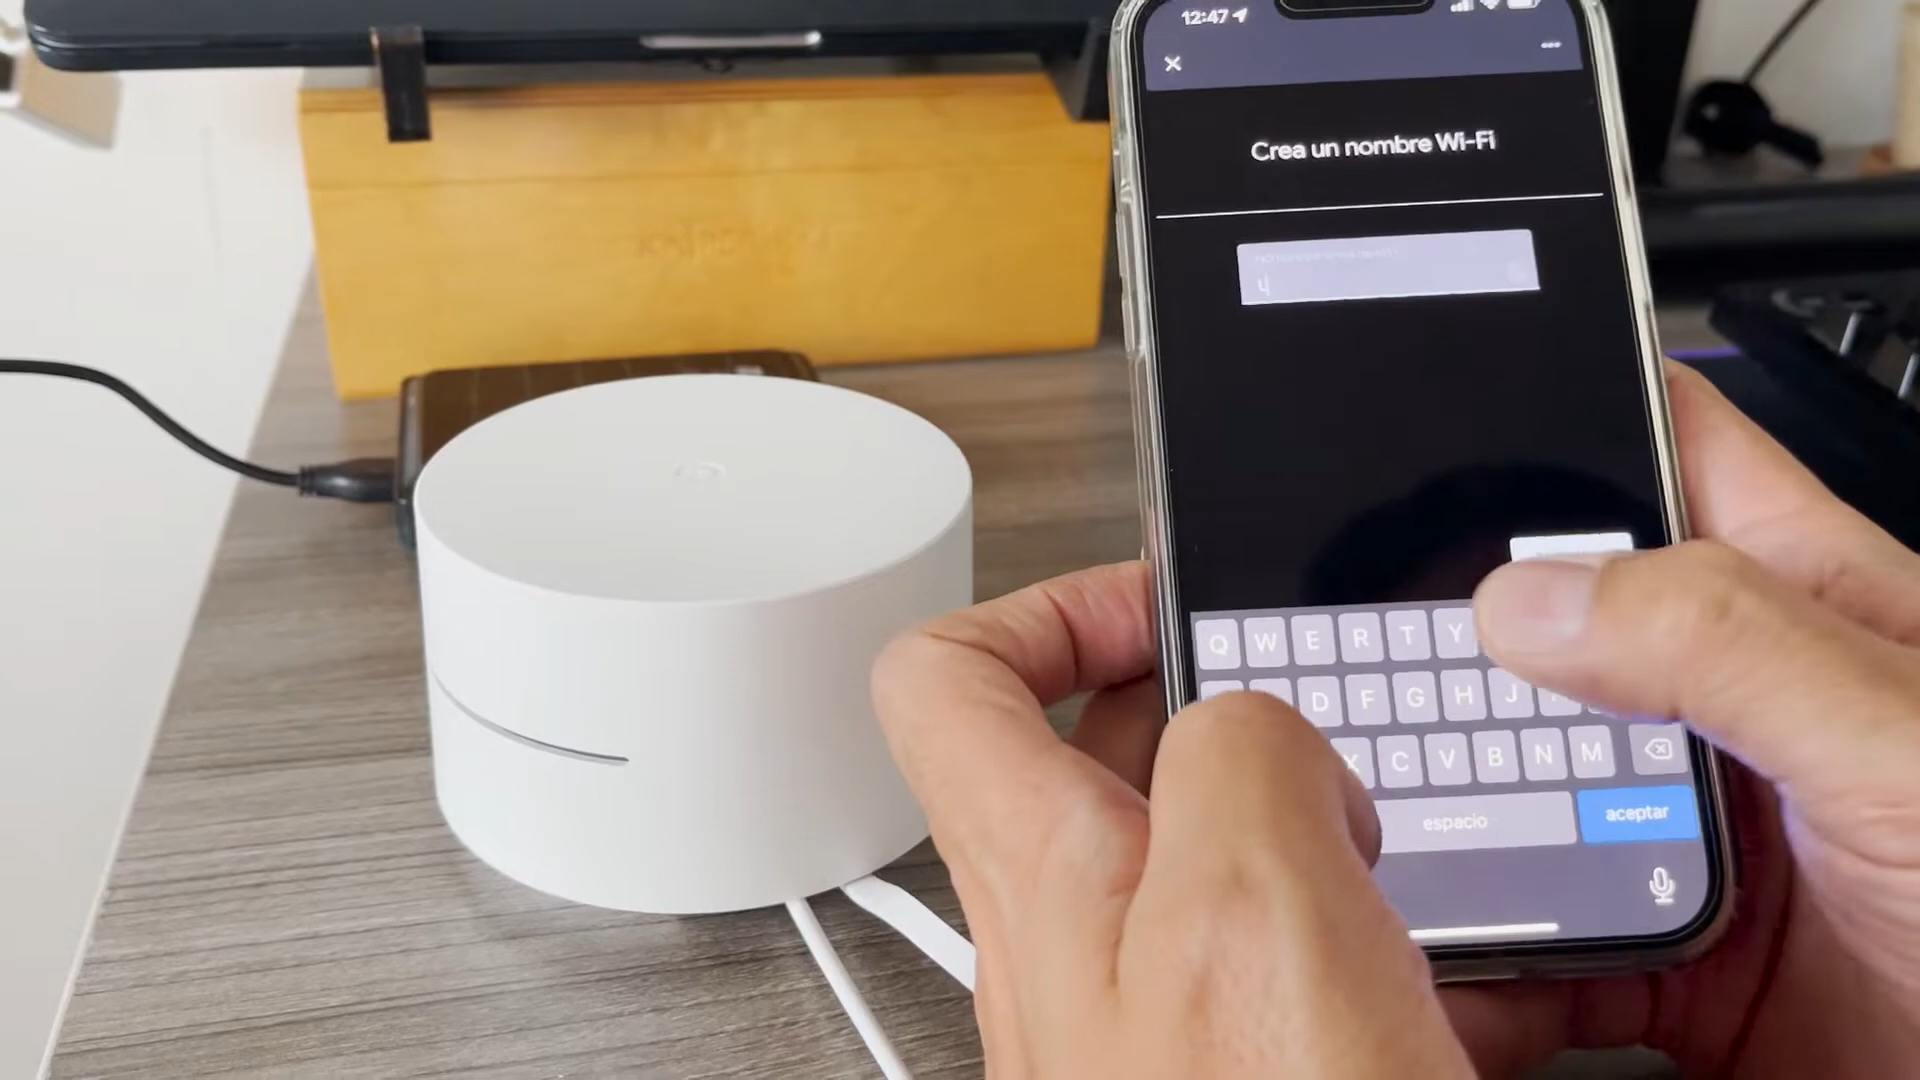 12:47
Crea un nombre Wi-Fi
Q W E R T Y
D F G H J
X C V B N M
espacio
aceptar